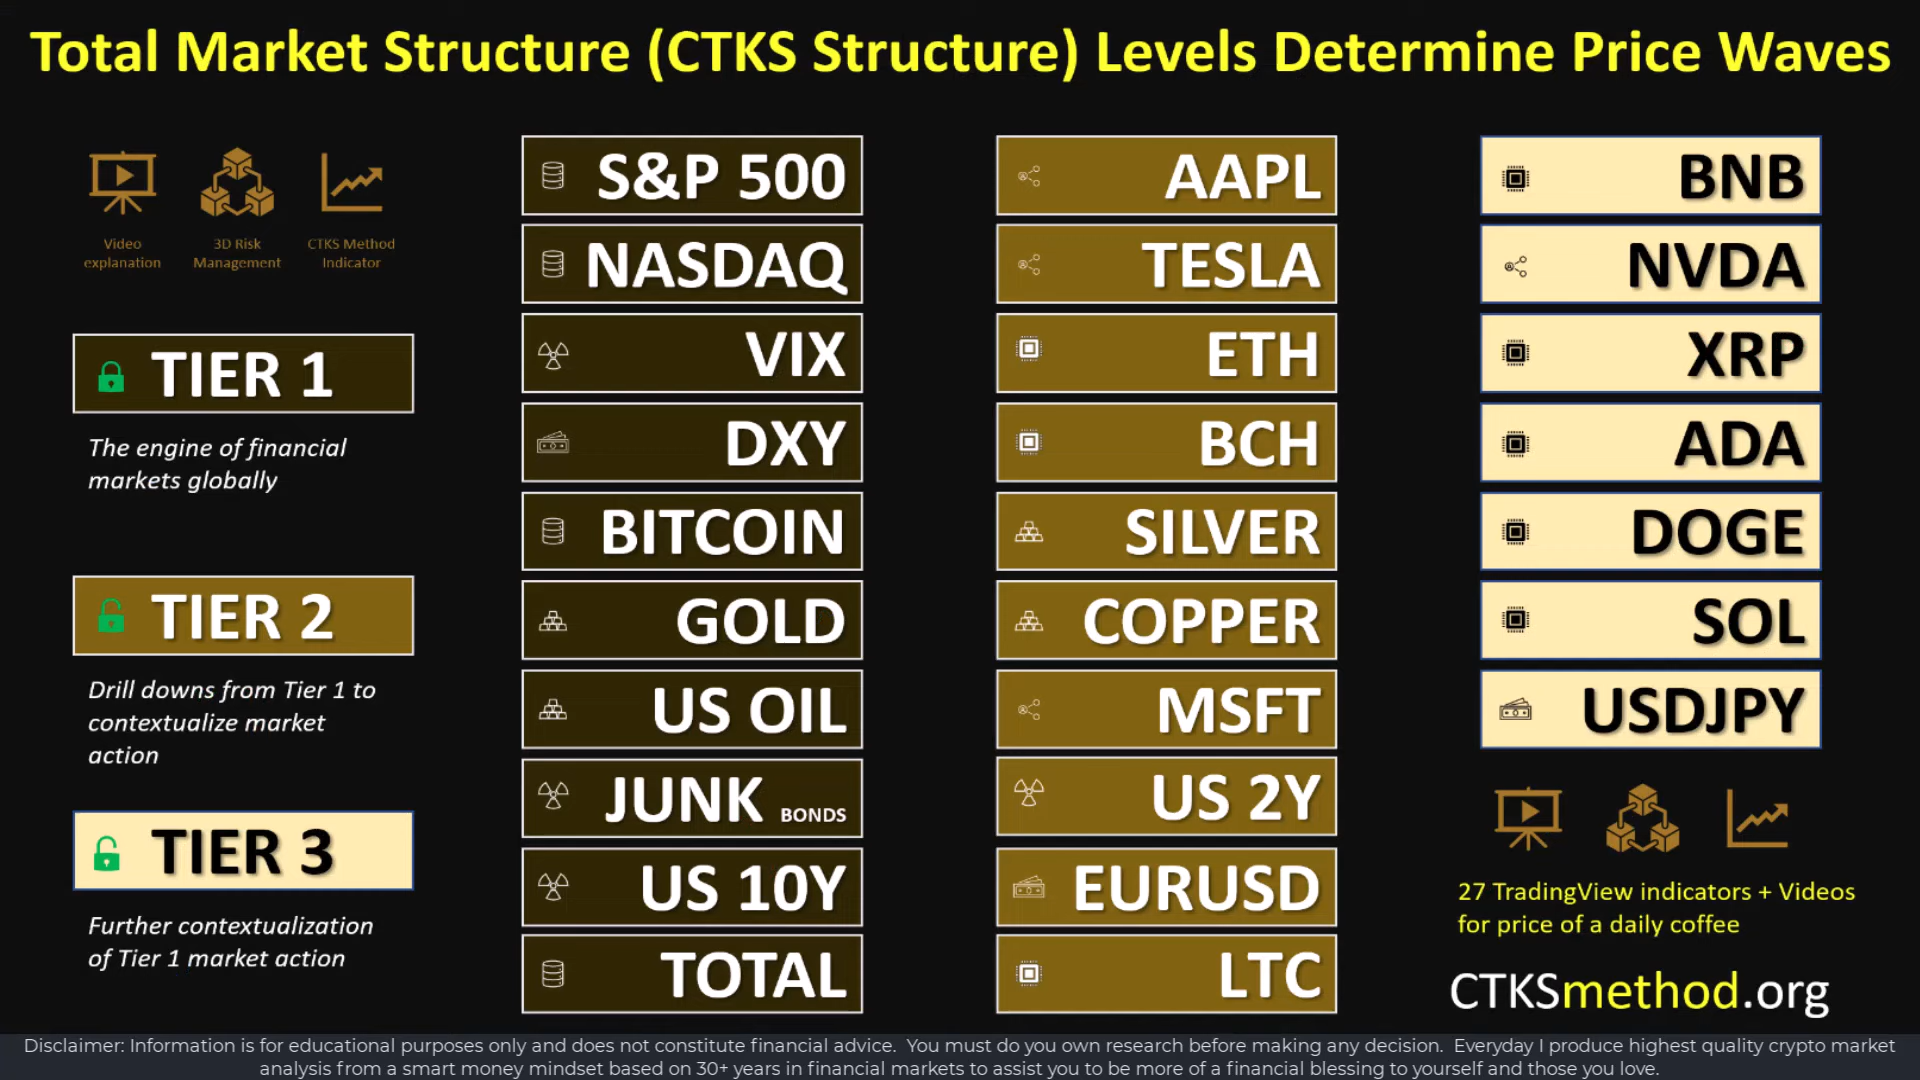 Total Market Structure (CTKS Structure) Levels Determine Price Waves
Video
explanation
3D Risk
Management
CTKS Method
Indicator
TIER 1
The engine of financial
markets globally
TIER 2
Drill downs from Tier 1 to
contextualize market
action
TIER 3
Further contextualization
of Tier 1 market action
S&P 500
NASDAQ
VIX
DXY
BITCOIN
GOLD
US OIL
JUNK BONDS
US 10Y
TOTAL
AAPL
TESLA
ETH
BCH
SILVER
COPPER
MSFT
US 2Y
EURUSD
LTC
BNB
NVDA
XRP
ADA
DOGE
SOL
USDJPY
27 TradingView indicators + Videos
for price of a daily coffee
CTKSmethod.org
Disclaimer: Information is for educational purposes only and does not constitute financial advice. You must do you own research before making any decision. Everyday I produce highest quality crypto market
analysis from a smart money mindset based on 30+ years in financial markets to assist you to be more of a financial blessing to yourself and those you love.